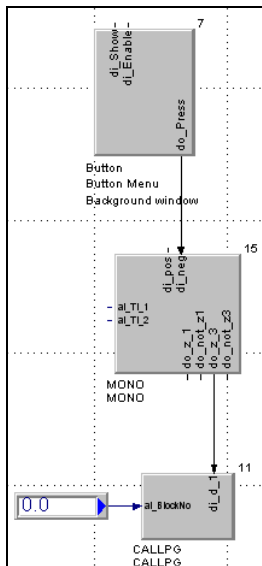 7
di_Show
di_Enable
do_Press
Button
Button Menu
Background window
15
di_pos
di_neg
aI_TI_1
aI_TI_2
do_z_1
do_not_z1
do_z_3
do_not_z3
MONO
MONO
11
0.0
aI_BlockNo
di_d_1
CALLPG
CALLPG